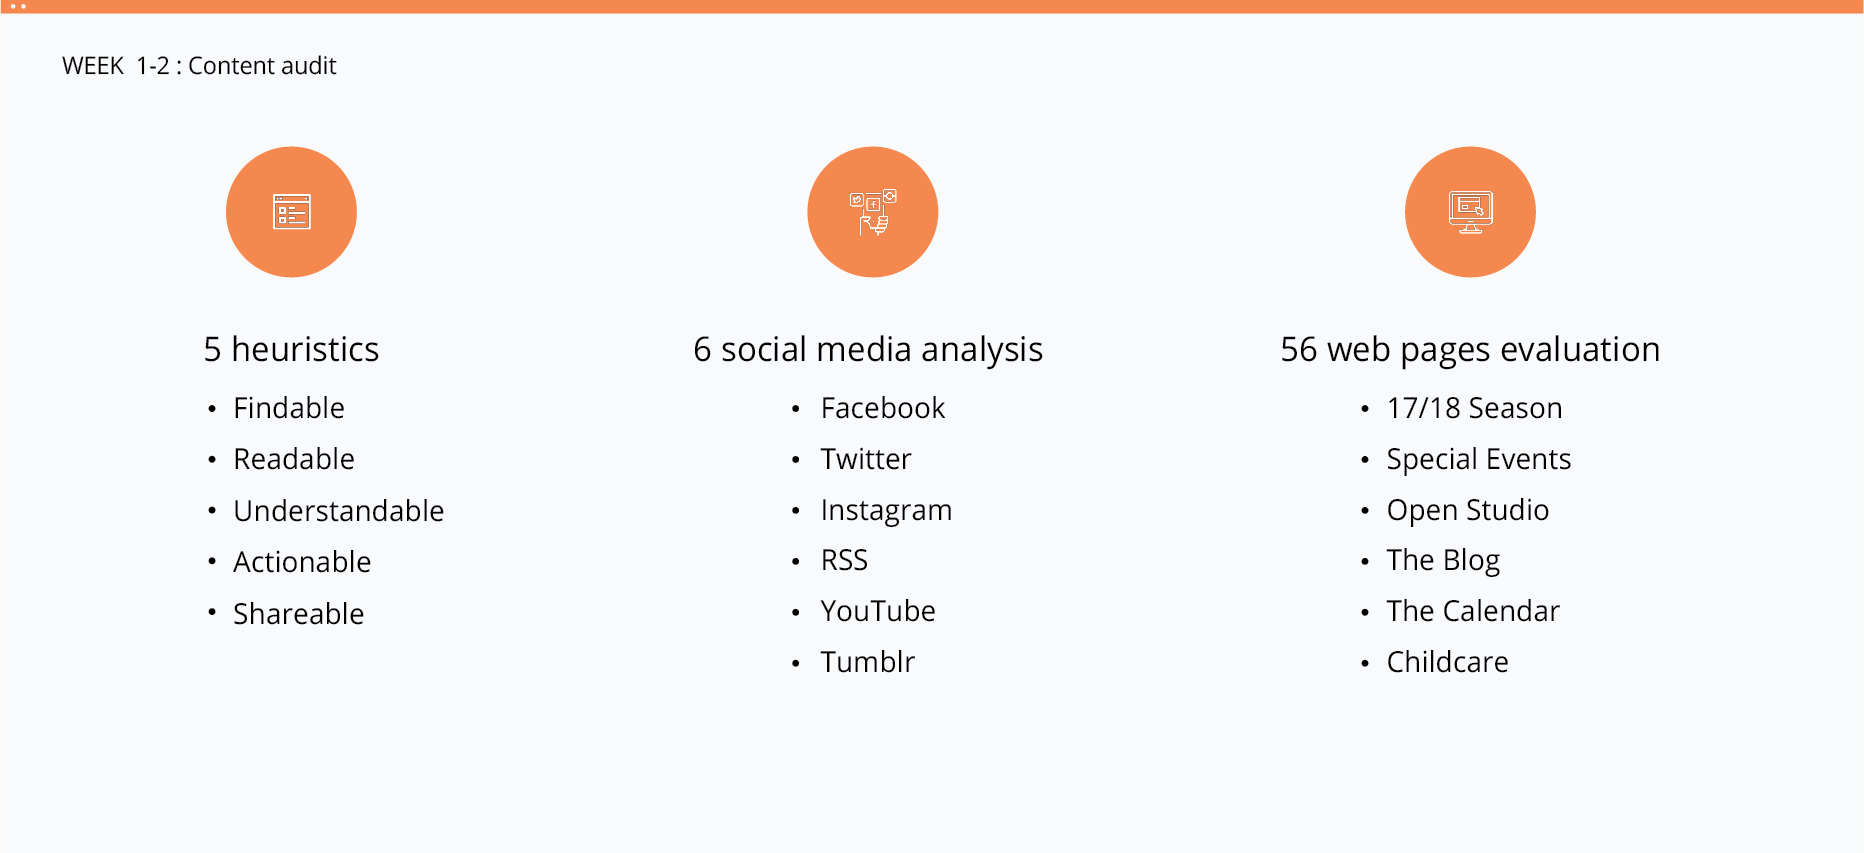 WEEK  1-2 : Content audit
5 heuristics
• Findable
• Readable
• Understandable
• Actionable
• Shareable
6 social media analysis
• Facebook
• Twitter
• Instagram
• RSS
• YouTube
• Tumblr
56 web pages evaluation
• 17/18 Season
• Special Events
• Open Studio
• The Blog
• The Calendar
• Childcare